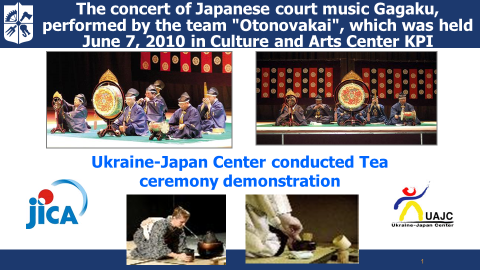 The concert of Japanese court music Gagaku,
performed by the team "Otonovakai", which was held
June 7, 2010 in Culture and Arts Center KPI
Ukraine-Japan Center conducted Tea
ceremony demonstration
JICA
UAJC
Ukraine-Japan Center
1